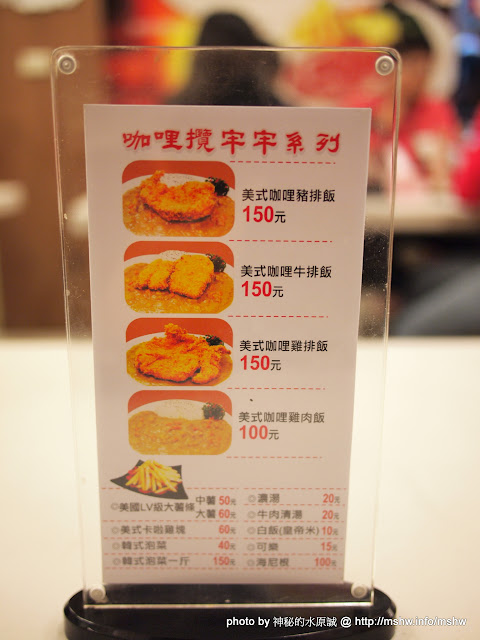 咖哩攬牢牢系列
美式咖哩豬排飯
150元
美式咖哩牛排飯
150元
美式咖哩雞排飯
150元
美式咖哩雞肉飯
100元
◎美國LV級大薯條 中薯 50元
大薯 60元
◎美式卡啦雞塊 60元
◎韓式泡菜 40元
◎韓式泡菜一斤 150元
◎濃湯 20元
◎牛肉清湯 20元
◎白飯(皇帝米) 10元
◎可樂 15元
◎海尼根 100元
photo by 神秘的水原誠 @ http://mshw.info/mshw